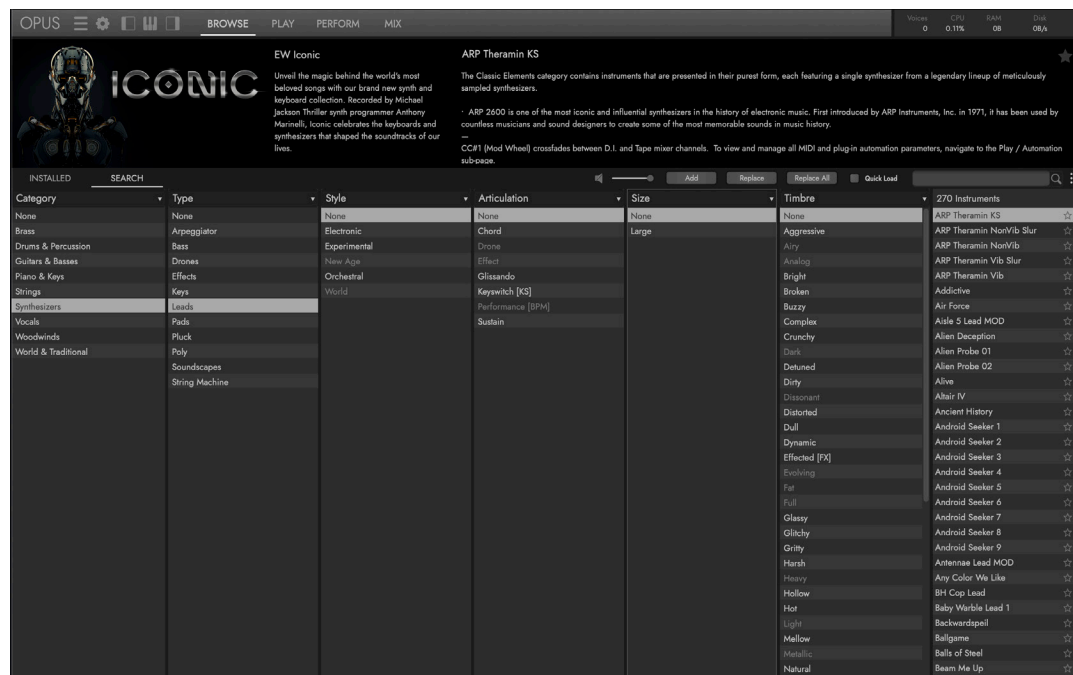 OPUS
BROWSE
PLAY
PERFORM
MIX
Voices
CPU
RAM
Disk
0
0.11%
0B
0B/s
ICONIC
EW Iconic
Unveil the magic behind the world's most
beloved songs with our brand new synth and
keyboard collection. Recorded by Michael
Jackson Thriller synth programmer Anthony
Marinelli, Iconic celebrates the keyboards and
synthesizers that shaped the soundtracks of our
lives.
ARP Theramin KS
The Classic Elements category contains instruments that are presented in their purest form, each featuring a single synthesizer from a legendary lineup of meticulously
sampled synthesizers.
· ARP 2600 is one of the most iconic and influential synthesizers in the history of electronic music. First introduced by ARP Instruments, Inc. in 1971, it has been used by
countless musicians and sound designers to create some of the most memorable sounds in music history.
—
CC#1 (Mod Wheel) crossfades between D.I. and Tape mixer channels. To view and manage all MIDI and plug-in automation parameters, navigate to the Play / Automation
sub-page.
INSTALLED
SEARCH
Add
Replace
Replace All
Quick Load
Category
None
Brass
Drums & Percussion
Guitars & Basses
Piano & Keys
Strings
Synthesizers
Vocals
Woodwinds
World & Traditional
Type
None
Arpeggiator
Bass
Drones
Effects
Keys
Leads
Pads
Pluck
Poly
Soundscapes
String Machine
Style
None
Electronic
Experimental
New Age
Orchestral
World
Articulation
None
Chord
Drone
Effect
Glissando
Keyswitch [KS]
Performance [BPM]
Sustain
Size
None
Large
Timbre
None
Aggressive
Airy
Analog
Bright
Broken
Buzzy
Complex
Crunchy
Dark
Detuned
Dirty
Dissonant
Distorted
Dull
Dynamic
Effected [FX]
Evolving
Fat
Full
Glassy
Glitchy
Gritty
Harsh
Heavy
Hollow
Hot
Light
Mellow
Metallic
Natural
270 Instruments
ARP Theramin KS
ARP Theramin NonVib Slur
ARP Theramin NonVib
ARP Theramin Vib Slur
ARP Theramin Vib
Addictive
Air Force
Aisle 5 Lead MOD
Alien Deception
Alien Probe 01
Alien Probe 02
Alive
Altair IV
Ancient History
Android Seeker 1
Android Seeker 2
Android Seeker 3
Android Seeker 4
Android Seeker 5
Android Seeker 6
Android Seeker 7
Android Seeker 8
Android Seeker 9
Antennae Lead MOD
Any Color We Like
BH Cop Lead
Baby Warble Lead 1
Backwardspeil
Ballgame
Balls of Steel
Beam Me Up